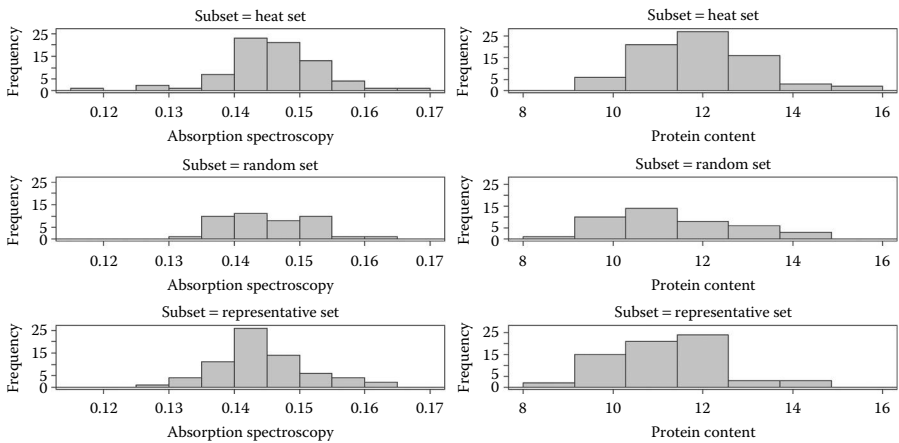 Subset = heat set
Frequency
25
15
5
0
0.12 0.13 0.14 0.15 0.16 0.17
Absorption spectroscopy
Subset = heat set
Frequency
25
15
5
0
8 10 12 14 16
Protein content
Subset = random set
Frequency
25
15
5
0
0.12 0.13 0.14 0.15 0.16 0.17
Absorption spectroscopy
Subset = random set
Frequency
25
15
5
0
8 10 12 14 16
Protein content
Subset = representative set
Frequency
25
15
5
0
0.12 0.13 0.14 0.15 0.16 0.17
Absorption spectroscopy
Subset = representative set
Frequency
25
15
5
0
8 10 12 14 16
Protein content